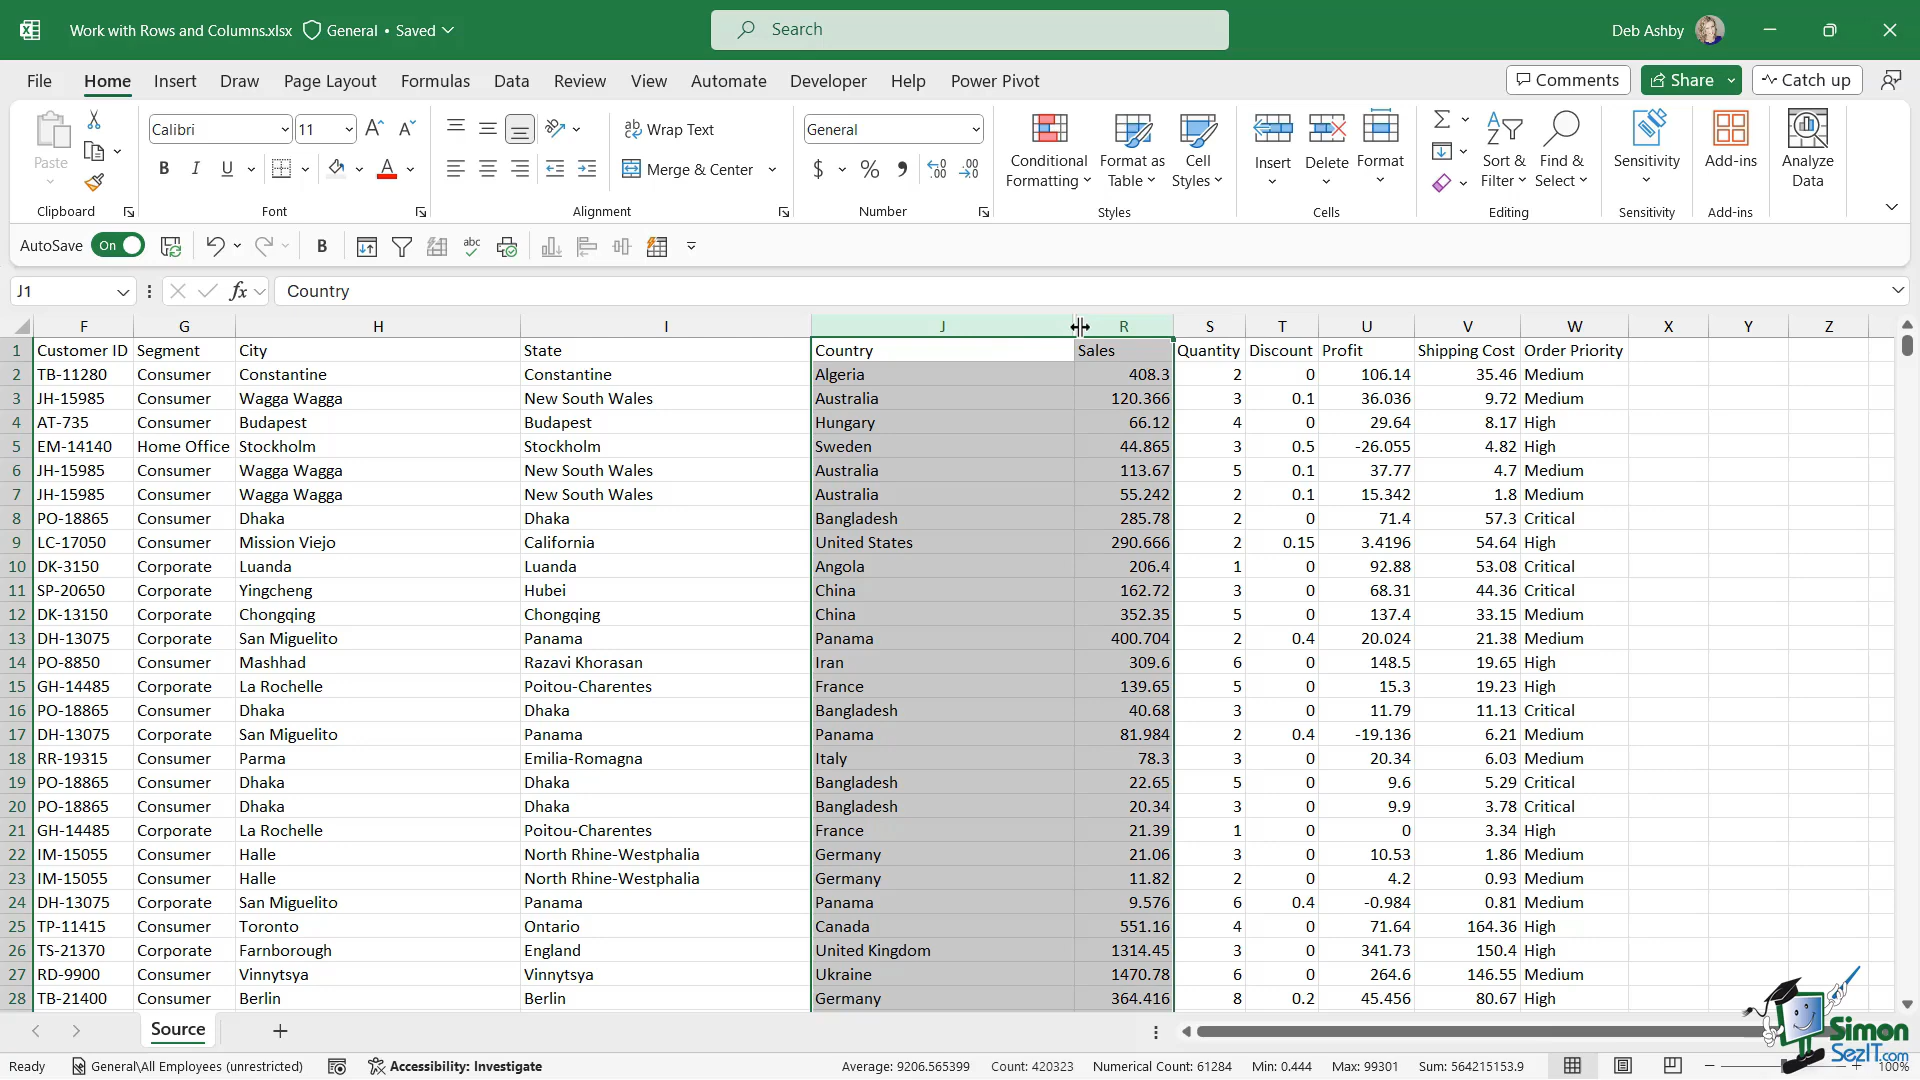 Work with Rows and Columns.xlsx General • Saved Search Deb Ashby
File Home Insert Draw Page Layout Formulas Data Review View Automate Developer Help Power Pivot Comments Share Catch up
Paste Calibri 11 Wrap Text General Conditional Formatting Format as Table Cell Styles Insert Delete Format Sort & Filter Find & Select Sensitivity Add-ins Analyze Data
B I U A Merge & Center $ %
Clipboard Font Alignment Number Styles Cells Editing Sensitivity Add-ins
AutoSave On B abc
J1 fx Country
F G H I J R S T U V W X Y Z
1 Customer ID Segment City State Country Sales Quantity Discount Profit Shipping Cost Order Priority
2 TB-11280 Consumer Constantine Constantine Algeria 408.3 2 0 106.14 35.46 Medium
3 JH-15985 Consumer Wagga Wagga New South Wales Australia 120.366 3 0.1 36.036 9.72 Medium
4 AT-735 Consumer Budapest Budapest Hungary 66.12 4 0 29.64 8.17 High
5 EM-14140 Home Office Stockholm Stockholm Sweden 44.865 3 0.5 -26.055 4.82 High
6 JH-15985 Consumer Wagga Wagga New South Wales Australia 113.67 5 0.1 37.77 4.7 Medium
7 JH-15985 Consumer Wagga Wagga New South Wales Australia 55.242 2 0.1 15.342 1.8 Medium
8 PO-18865 Consumer Dhaka Dhaka Bangladesh 285.78 2 0 71.4 57.3 Critical
9 LC-17050 Consumer Mission Viejo California United States 290.666 2 0.15 3.4196 54.64 High
10 DK-3150 Corporate Luanda Luanda Angola 206.4 1 0 92.88 53.08 Critical
11 SP-20650 Corporate Yingcheng Hubei China 162.72 3 0 68.31 44.36 Critical
12 DK-13150 Corporate Chongqing Chongqing China 352.35 5 0 137.4 33.15 Medium
13 DH-13075 Corporate San Miguelito Panama Panama 400.704 2 0.4 20.024 21.38 Medium
14 PO-8850 Consumer Mashhad Razavi Khorasan Iran 309.6 6 0 148.5 19.65 High
15 GH-14485 Corporate La Rochelle Poitou-Charentes France 139.65 5 0 15.3 19.23 High
16 PO-18865 Consumer Dhaka Dhaka Bangladesh 40.68 3 0 11.79 11.13 Critical
17 DH-13075 Corporate San Miguelito Panama Panama 81.984 2 0.4 -19.136 6.21 Medium
18 RR-19315 Consumer Parma Emilia-Romagna Italy 78.3 3 0 20.34 6.03 Medium
19 PO-18865 Consumer Dhaka Dhaka Bangladesh 22.65 5 0 9.6 5.29 Critical
20 PO-18865 Consumer Dhaka Dhaka Bangladesh 20.34 3 0 9.9 3.78 Critical
21 GH-14485 Corporate La Rochelle Poitou-Charentes France 21.39 1 0 0 3.34 High
22 IM-15055 Consumer Halle North Rhine-Westphalia Germany 21.06 3 0 10.53 1.86 Medium
23 IM-15055 Consumer Halle North Rhine-Westphalia Germany 11.82 2 0 4.2 0.93 Medium
24 DH-13075 Corporate San Miguelito Panama Panama 9.576 6 0.4 -0.984 0.81 Medium
25 TP-11415 Consumer Toronto Ontario Canada 551.16 4 0 71.64 164.36 High
26 TS-21370 Corporate Farnborough England United Kingdom 1314.45 3 0 341.73 150.4 High
27 RD-9900 Consumer Vinnytsya Vinnytsya Ukraine 1470.78 6 0 264.6 146.55 Medium
28 TB-21400 Consumer Berlin Berlin Germany 364.416 8 0.2 45.456 80.67 High
Source
Simon
SezIT.com
Ready General\All Employees (unrestricted) Accessibility: Investigate Average: 9206.565399 Count: 420323 Numerical Count: 61284 Min: 0.444 Max: 99301 Sum: 564215153.9 100%